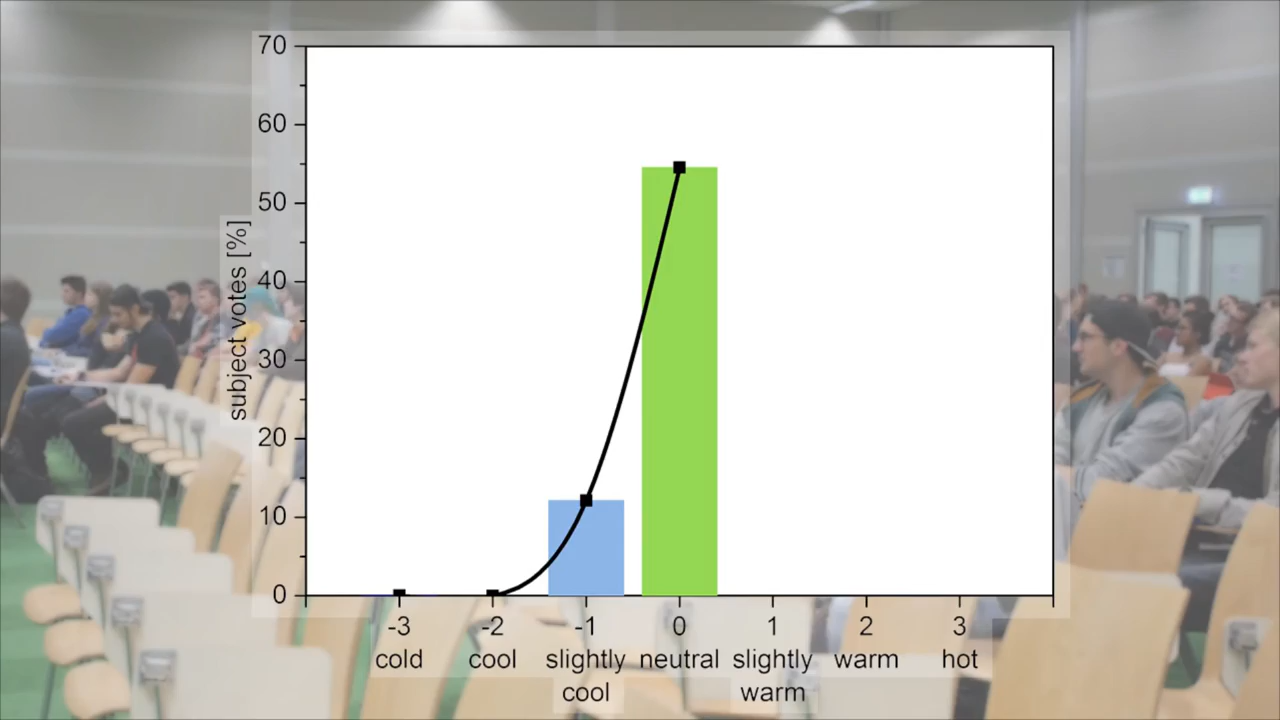 70
60
50
40
30
20
10
0
subject votes [%]
-3 -2 -1 0 1 2 3
cold cool slightly neutral slightly warm hot
cool warm